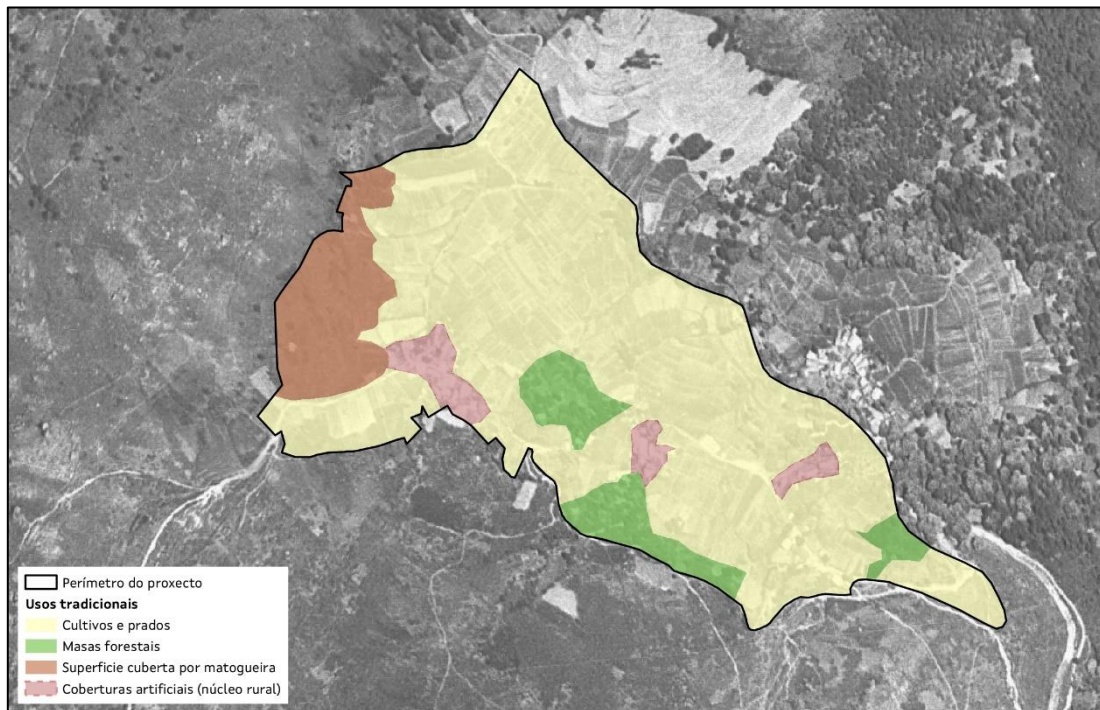 Perímetro do proxecto
Usos tradicionais
Cultivos e prados
Masas forestais
Superficie cuberta por matogueira
Coberturas artificiais (núcleo rural)